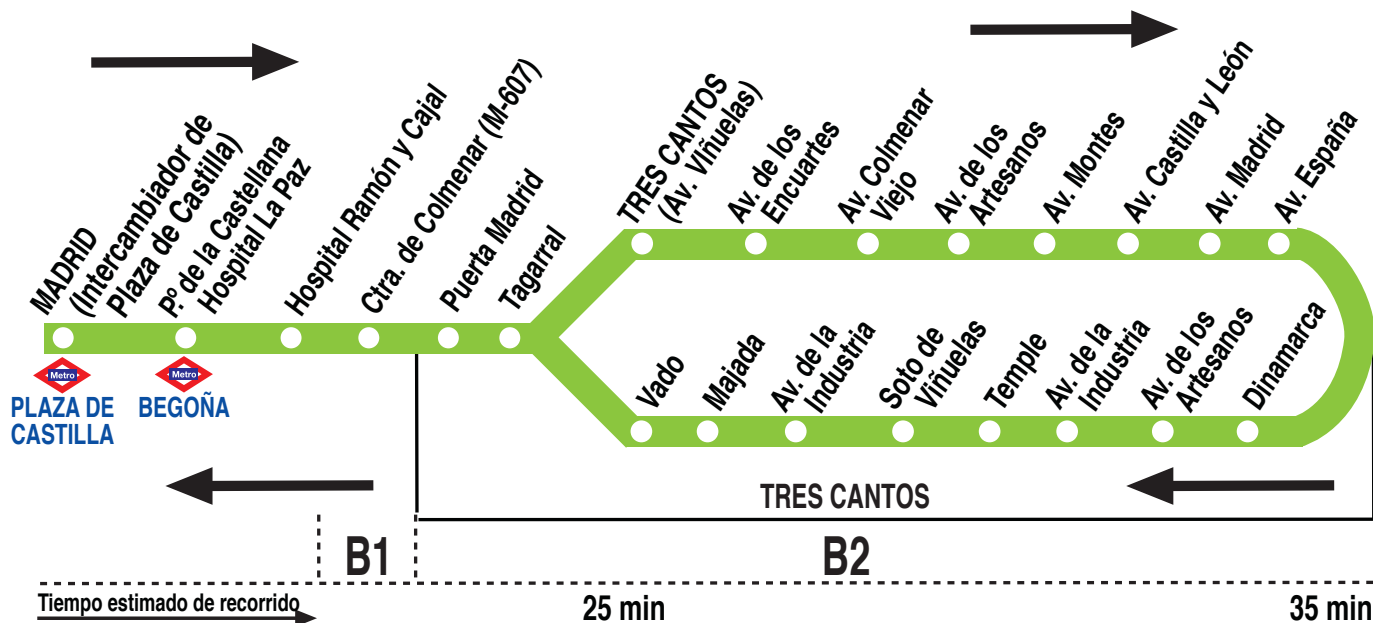 MADRID
(Intercambiador de
Plaza de Castilla)
P.º de la Castellana
Hospital La Paz
Hospital Ramón y Cajal
Ctra. de Colmenar (M-607)
Puerta Madrid
Tagarral
TRES CANTOS
(Av. VIñuelas)
Av. de los
Encuartes
Av. Colmenar
Viejo
Av. de los
Artesanos
Av. Montes
Av. Castilla y León
Av. Madrid
Av. España
Vado
Majada
Av. de la
Industria
Soto de
Viñuelas
Temple
Av. de la
Industria
Av. de los
Artesanos
Dinamarca
Metro
PLAZA DE
CASTILLA
Metro
BEGOÑA
TRES CANTOS
B1
B2
Tiempo estimado de recorrido
25 min
35 min